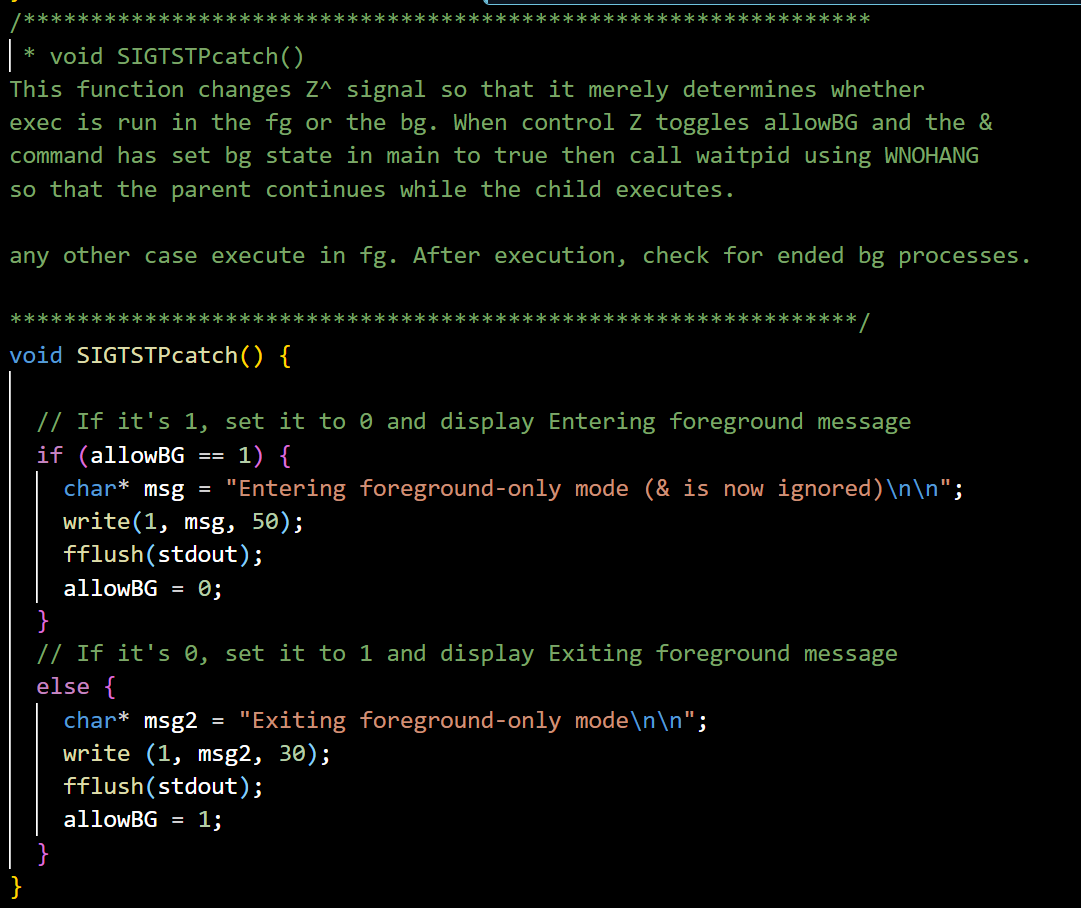 /***************************************************************
 * void SIGTSTPcatch()
This function changes Z^ signal so that it merely determines whether
exec is run in the fg or the bg. When control Z toggles allowBG and the &
command has set bg state in main to true then call waitpid using WNOHANG
so that the parent continues while the child executes.
any other case execute in fg. After execution, check for ended bg processes.
***************************************************************/
void SIGTSTPcatch() {
  // If it's 1, set it to 0 and display Entering foreground message
  if (allowBG == 1) {
    char* msg = "Entering foreground-only mode (& is now ignored)\n\n";
    write(1, msg, 50);
    fflush(stdout);
    allowBG = 0;
  }
  // If it's 0, set it to 1 and display Exiting foreground message
  else {
    char* msg2 = "Exiting foreground-only mode\n\n";
    write (1, msg2, 30);
    fflush(stdout);
    allowBG = 1;
  }
}